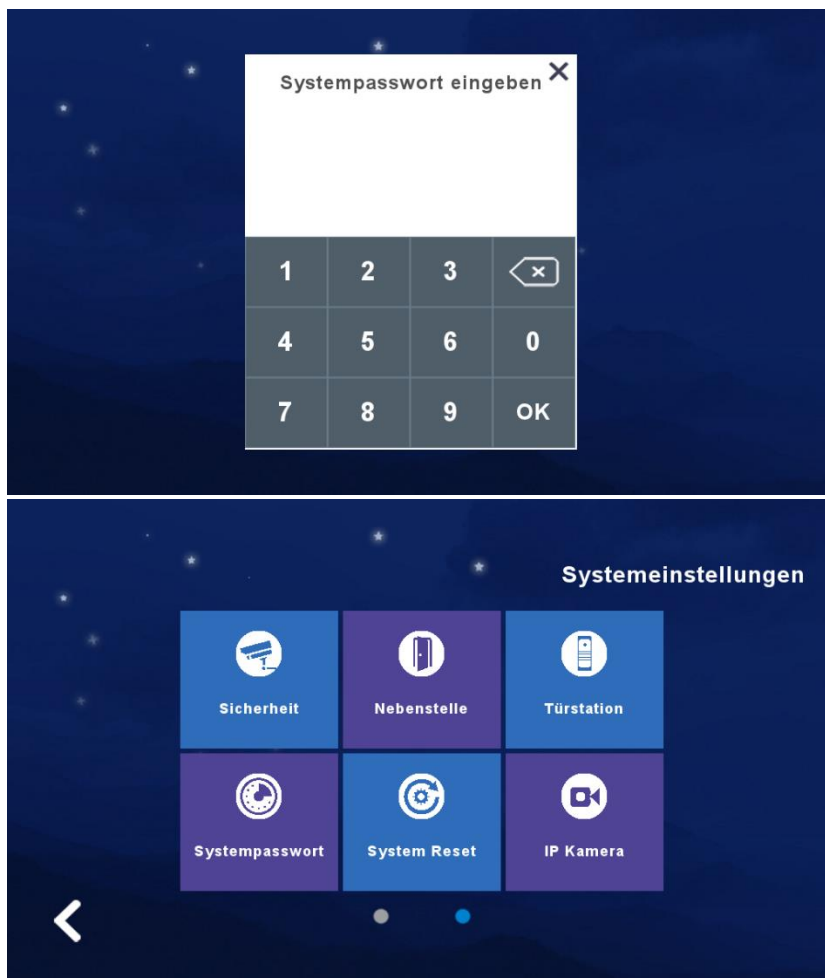 Systempasswort eingeben
1 2 3
4 5 6 0
7 8 9 OK
Systemeinstellungen
Sicherheit Nebenstelle Türstation
Systempasswort System Reset IP Kamera